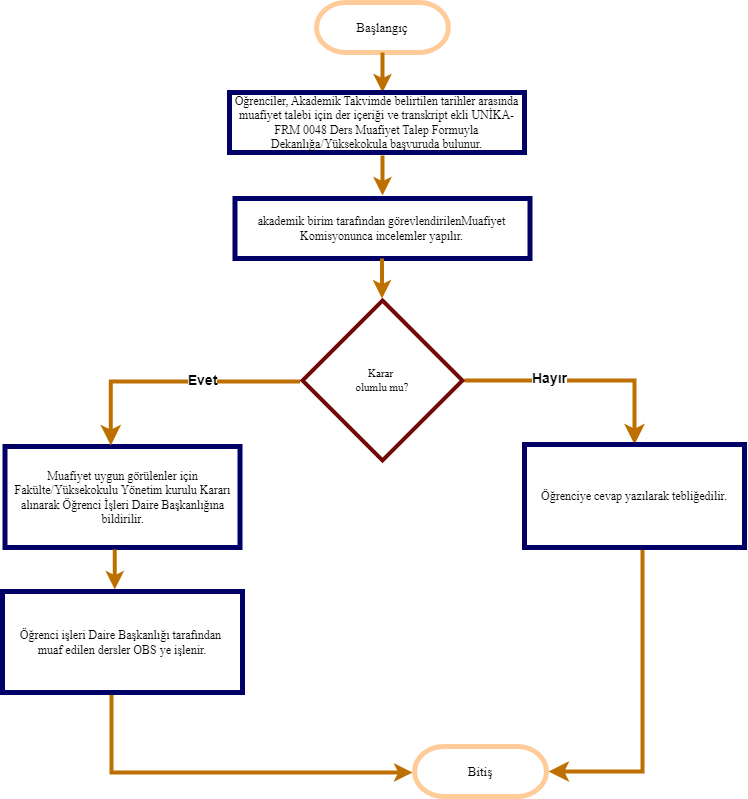 Başlangıç
Öğrenciler, Akademik Takvimde belirtilen tarihler arasında
muafiyet talebi için der içeriği ve transkript ekli UNİKA-
FRM 0048 Ders Muafiyet Talep Formuyla
Dekanlığa/Yüksekokula başvuruda bulunur.
akademik birim tarafından görevlendirilenMuafiyet
Komisyonunca incelemler yapılır.
Karar
olumlu mu?
Evet
Hayır
Muafiyet uygun görülenler için
Fakülte/Yüksekokulu Yönetim kurulu Kararı
alınarak Öğrenci İşleri Daire Başkanlığına
bildirilir.
Öğrenciye cevap yazılarak tebliğedilir.
Öğrenci işleri Daire Başkanlığı tarafından
muaf edilen dersler OBS ye işlenir.
Bitiş